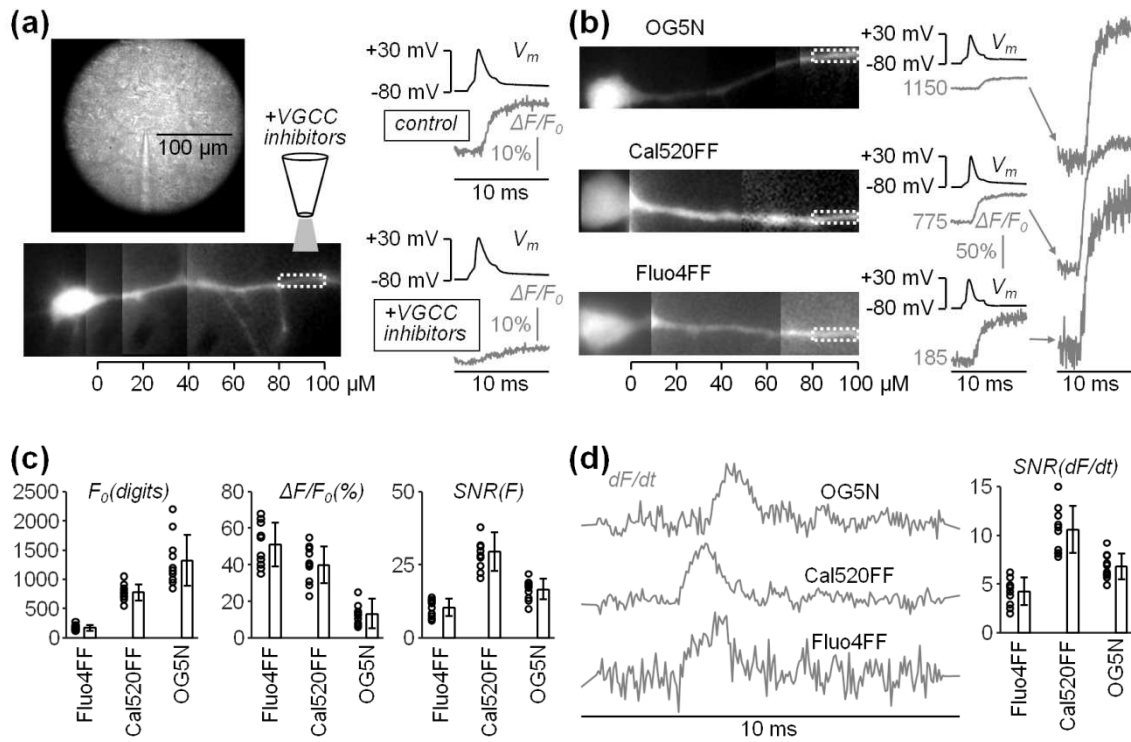 (a)
100 µm
+VGCC
inhibitors
+30 mV
-80 mV
Vm
control
ΔF/F0
10%
10 ms
+30 mV
-80 mV
Vm
+VGCC
inhibitors
ΔF/F0
10%
10 ms
0 20 40 60 80 100 µM
(b)
OG5N
+30 mV
-80 mV
Vm
1150
Cal520FF
+30 mV
-80 mV
Vm
775
ΔF/F0
50%
Fluo4FF
+30 mV
-80 mV
Vm
185
0 20 40 60 80 100 µM
10 ms
10 ms
(c)
F0(digits)
2500
2000
1500
1000
500
0
Fluo4FF
Cal520FF
OG5N
ΔF/F0(%)
80
60
40
20
0
Fluo4FF
Cal520FF
OG5N
SNR(F)
50
25
0
Fluo4FF
Cal520FF
OG5N
(d)
dF/dt
OG5N
Cal520FF
Fluo4FF
10 ms
SNR(dF/dt)
15
10
5
0
Fluo4FF
Cal520FF
OG5N